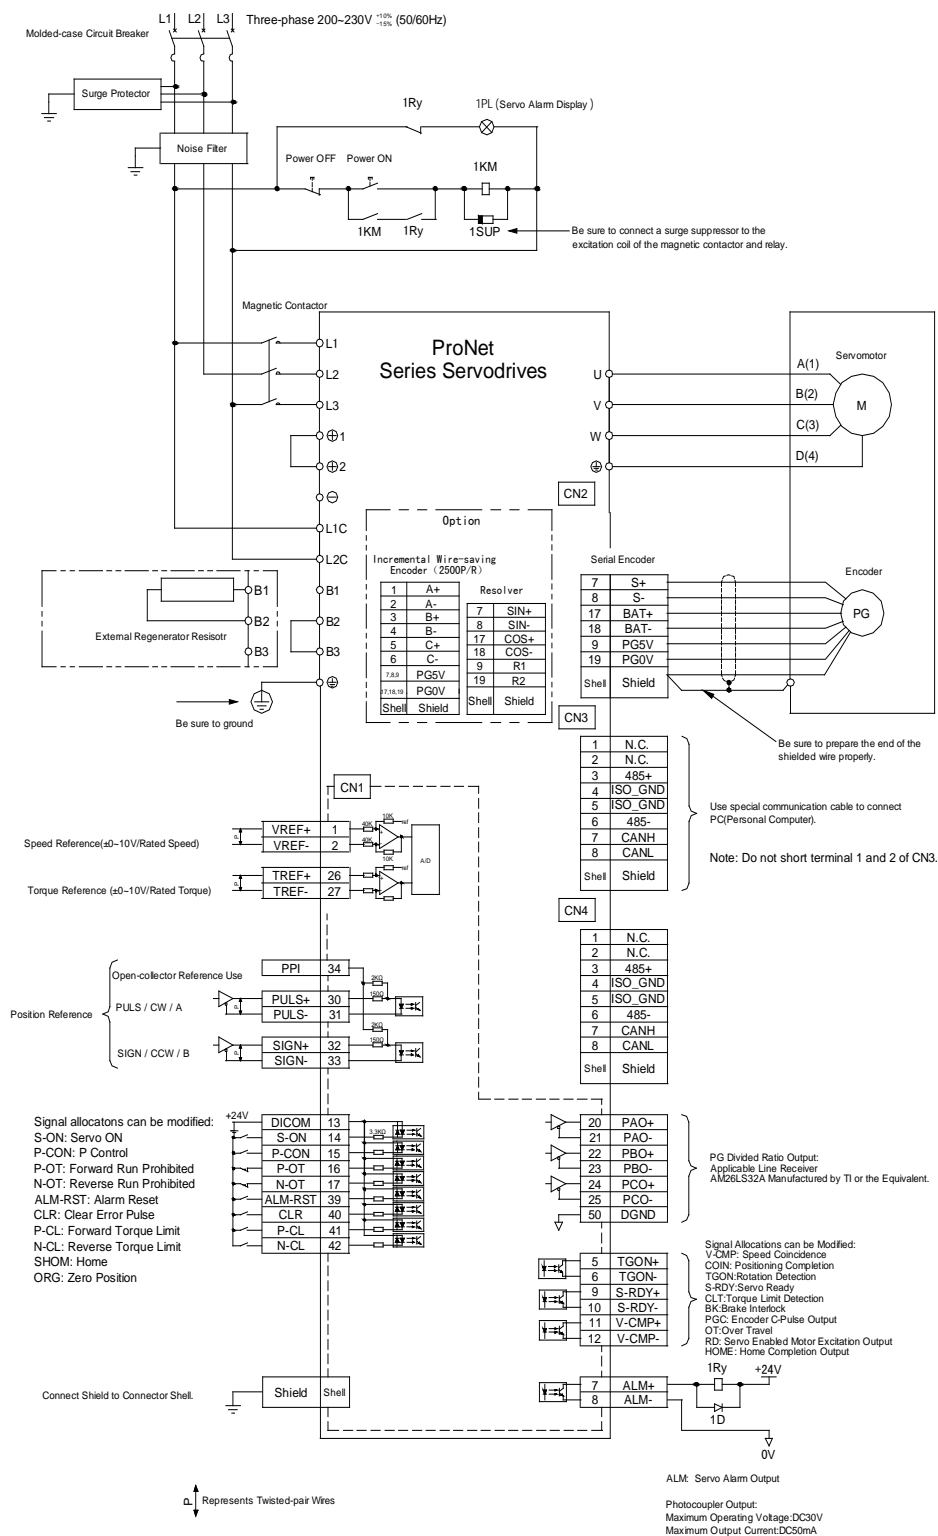 L1 L2 L3 Three-phase 200~230V +10% -15% (50/60Hz)
Molded-case Circuit Breaker
Surge Protector
1Ry
1PL (Servo Alarm Display )
Noise Filter
Power OFF Power ON
1KM
1KM 1Ry 1SUP
Be sure to connect a surge suppressor to the
excitation coil of the magnetic contactor and relay.
Magnetic Contactor
ProNet
Series Servodrives
L1
L2
L3
⊕1
⊕2
⊖
L1C
L2C
B1
B2
B3
U
V
W
A(1)
B(2)
C(3)
D(4)
Servomotor
M
External Regenerator Resisotr
B1
B2
B3
Be sure to ground
CN2
Option
Incremental Wire-saving
Encoder (2500P/R)
1 A+
2 A-
3 B+
4 B-
5 C+
6 C-
7,8,9 PG5V
17,18,19 PG0V
Shell Shield
Resolver
7 SIN+
8 SIN-
17 COS+
18 COS-
9 R1
19 R2
Shell Shield
Serial Encoder
7 S+
8 S-
17 BAT+
18 BAT-
9 PG5V
19 PG0V
Shell Shield
Encoder
PG
Be sure to prepare the end of the
shielded wire properly.
CN3
1 N.C.
2 N.C.
3 485+
4 ISO_GND
5 ISO_GND
6 485-
7 CANH
8 CANL
Shell Shield
Use special communication cable to connect
PC(Personal Computer).
Note: Do not short terminal 1 and 2 of CN3.
CN4
1 N.C.
2 N.C.
3 485+
4 ISO_GND
5 ISO_GND
6 485-
7 CANH
8 CANL
Shell Shield
CN1
Speed Reference(±0~10V/Rated Speed)
P
VREF+ 1
VREF- 2
40K
40K
10K
ref
10K
ref
A/D
Torque Reference (±0~10V/Rated Torque)
P
TREF+ 26
TREF- 27
Position Reference
Open-collector Reference Use
PULS / CW / A
SIGN / CCW / B
PPI 34
P
PULS+ 30
PULS- 31
2KΩ
150Ω
P
SIGN+ 32
SIGN- 33
2KΩ
150Ω
Signal allocatons can be modified:
S-ON: Servo ON
P-CON: P Control
P-OT: Forward Run Prohibited
N-OT: Reverse Run Prohibited
ALM-RST: Alarm Reset
CLR: Clear Error Pulse
P-CL: Forward Torque Limit
N-CL: Reverse Torque Limit
SHOM: Home
ORG: Zero Position
+24V
DICOM 13
S-ON 14
P-CON 15
P-OT 16
N-OT 17
ALM-RST 39
CLR 40
P-CL 41
N-CL 42
3.3KΩ
20 PAO+
21 PAO-
22 PBO+
23 PBO-
24 PCO+
25 PCO-
50 DGND
PG Divided Ratio Output:
Applicable Line Receiver
AM26LS32A Manufactured by TI or the Equivalent.
5 TGON+
6 TGON-
9 S-RDY+
10 S-RDY-
11 V-CMP+
12 V-CMP-
Signal Allocations can be Modified:
V-CMP: Speed Coincidence
COIN: Positioning Completion
TGON:Rotation Detection
S-RDY:Servo Ready
CLT:Torque Limit Detection
BK:Brake Interlock
PGC: Encoder C-Pulse Output
OT:Over Travel
RD: Servo Enabled Motor Excitation Output
HOME: Home Completion Output
Connect Shield to Connector Shell.
Shield Shell
7 ALM+
8 ALM-
1Ry
+24V
1D
0V
ALM: Servo Alarm Output
Photocoupler Output:
Maximum Operating Voltage:DC30V
Maximum Output Current:DC50mA
P Represents Twisted-pair Wires